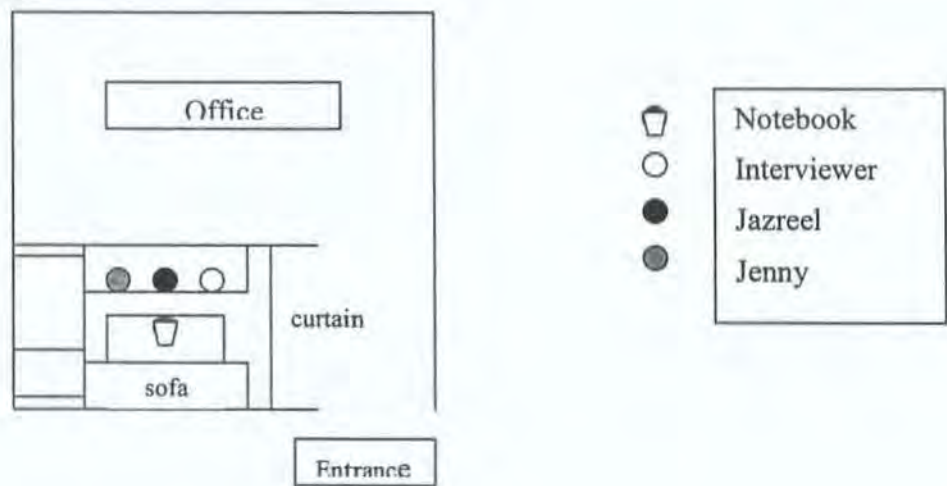 Office
Notebook
Interviewer
Jazreel
Jenny
curtain
sofa
Entrance